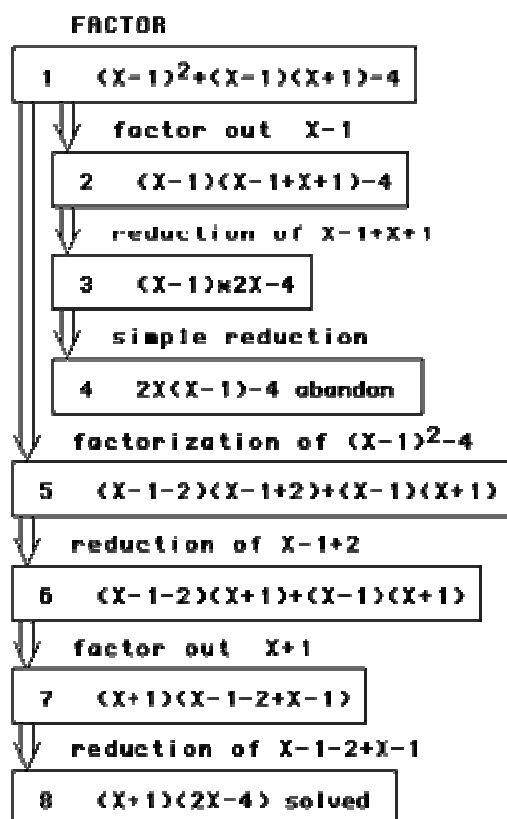 FACTOR
1 (X-1)²+(X-1)(X+1)-4
factor out X-1
2 (X-1)(X-1+X+1)-4
reduction of X-1+X+1
3 (X-1)*2X-4
simple reduction
4 2X(X-1)-4 abandon
factorization of (X-1)²-4
5 (X-1-2)(X-1+2)+(X-1)(X+1)
reduction of X-1+2
6 (X-1-2)(X+1)+(X-1)(X+1)
factor out X+1
7 (X+1)(X-1-2+X-1)
reduction of X-1-2+X-1
8 (X+1)(2X-4) solved